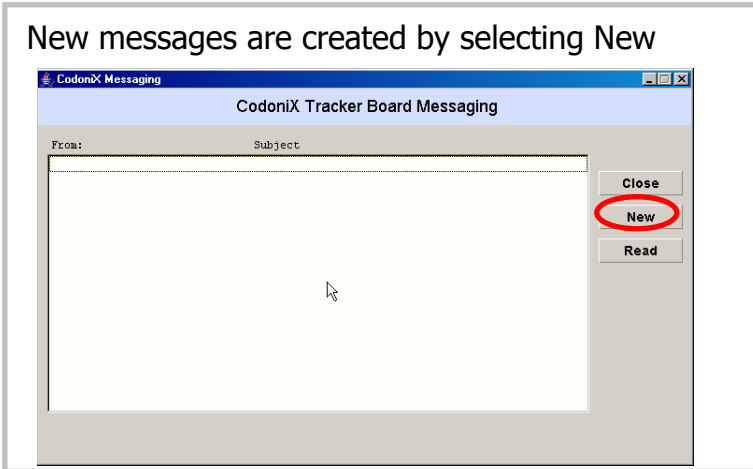 New messages are created by selecting New
CodoniX Messaging
CodoniX Tracker Board Messaging
From: Subject
Close
New
Read